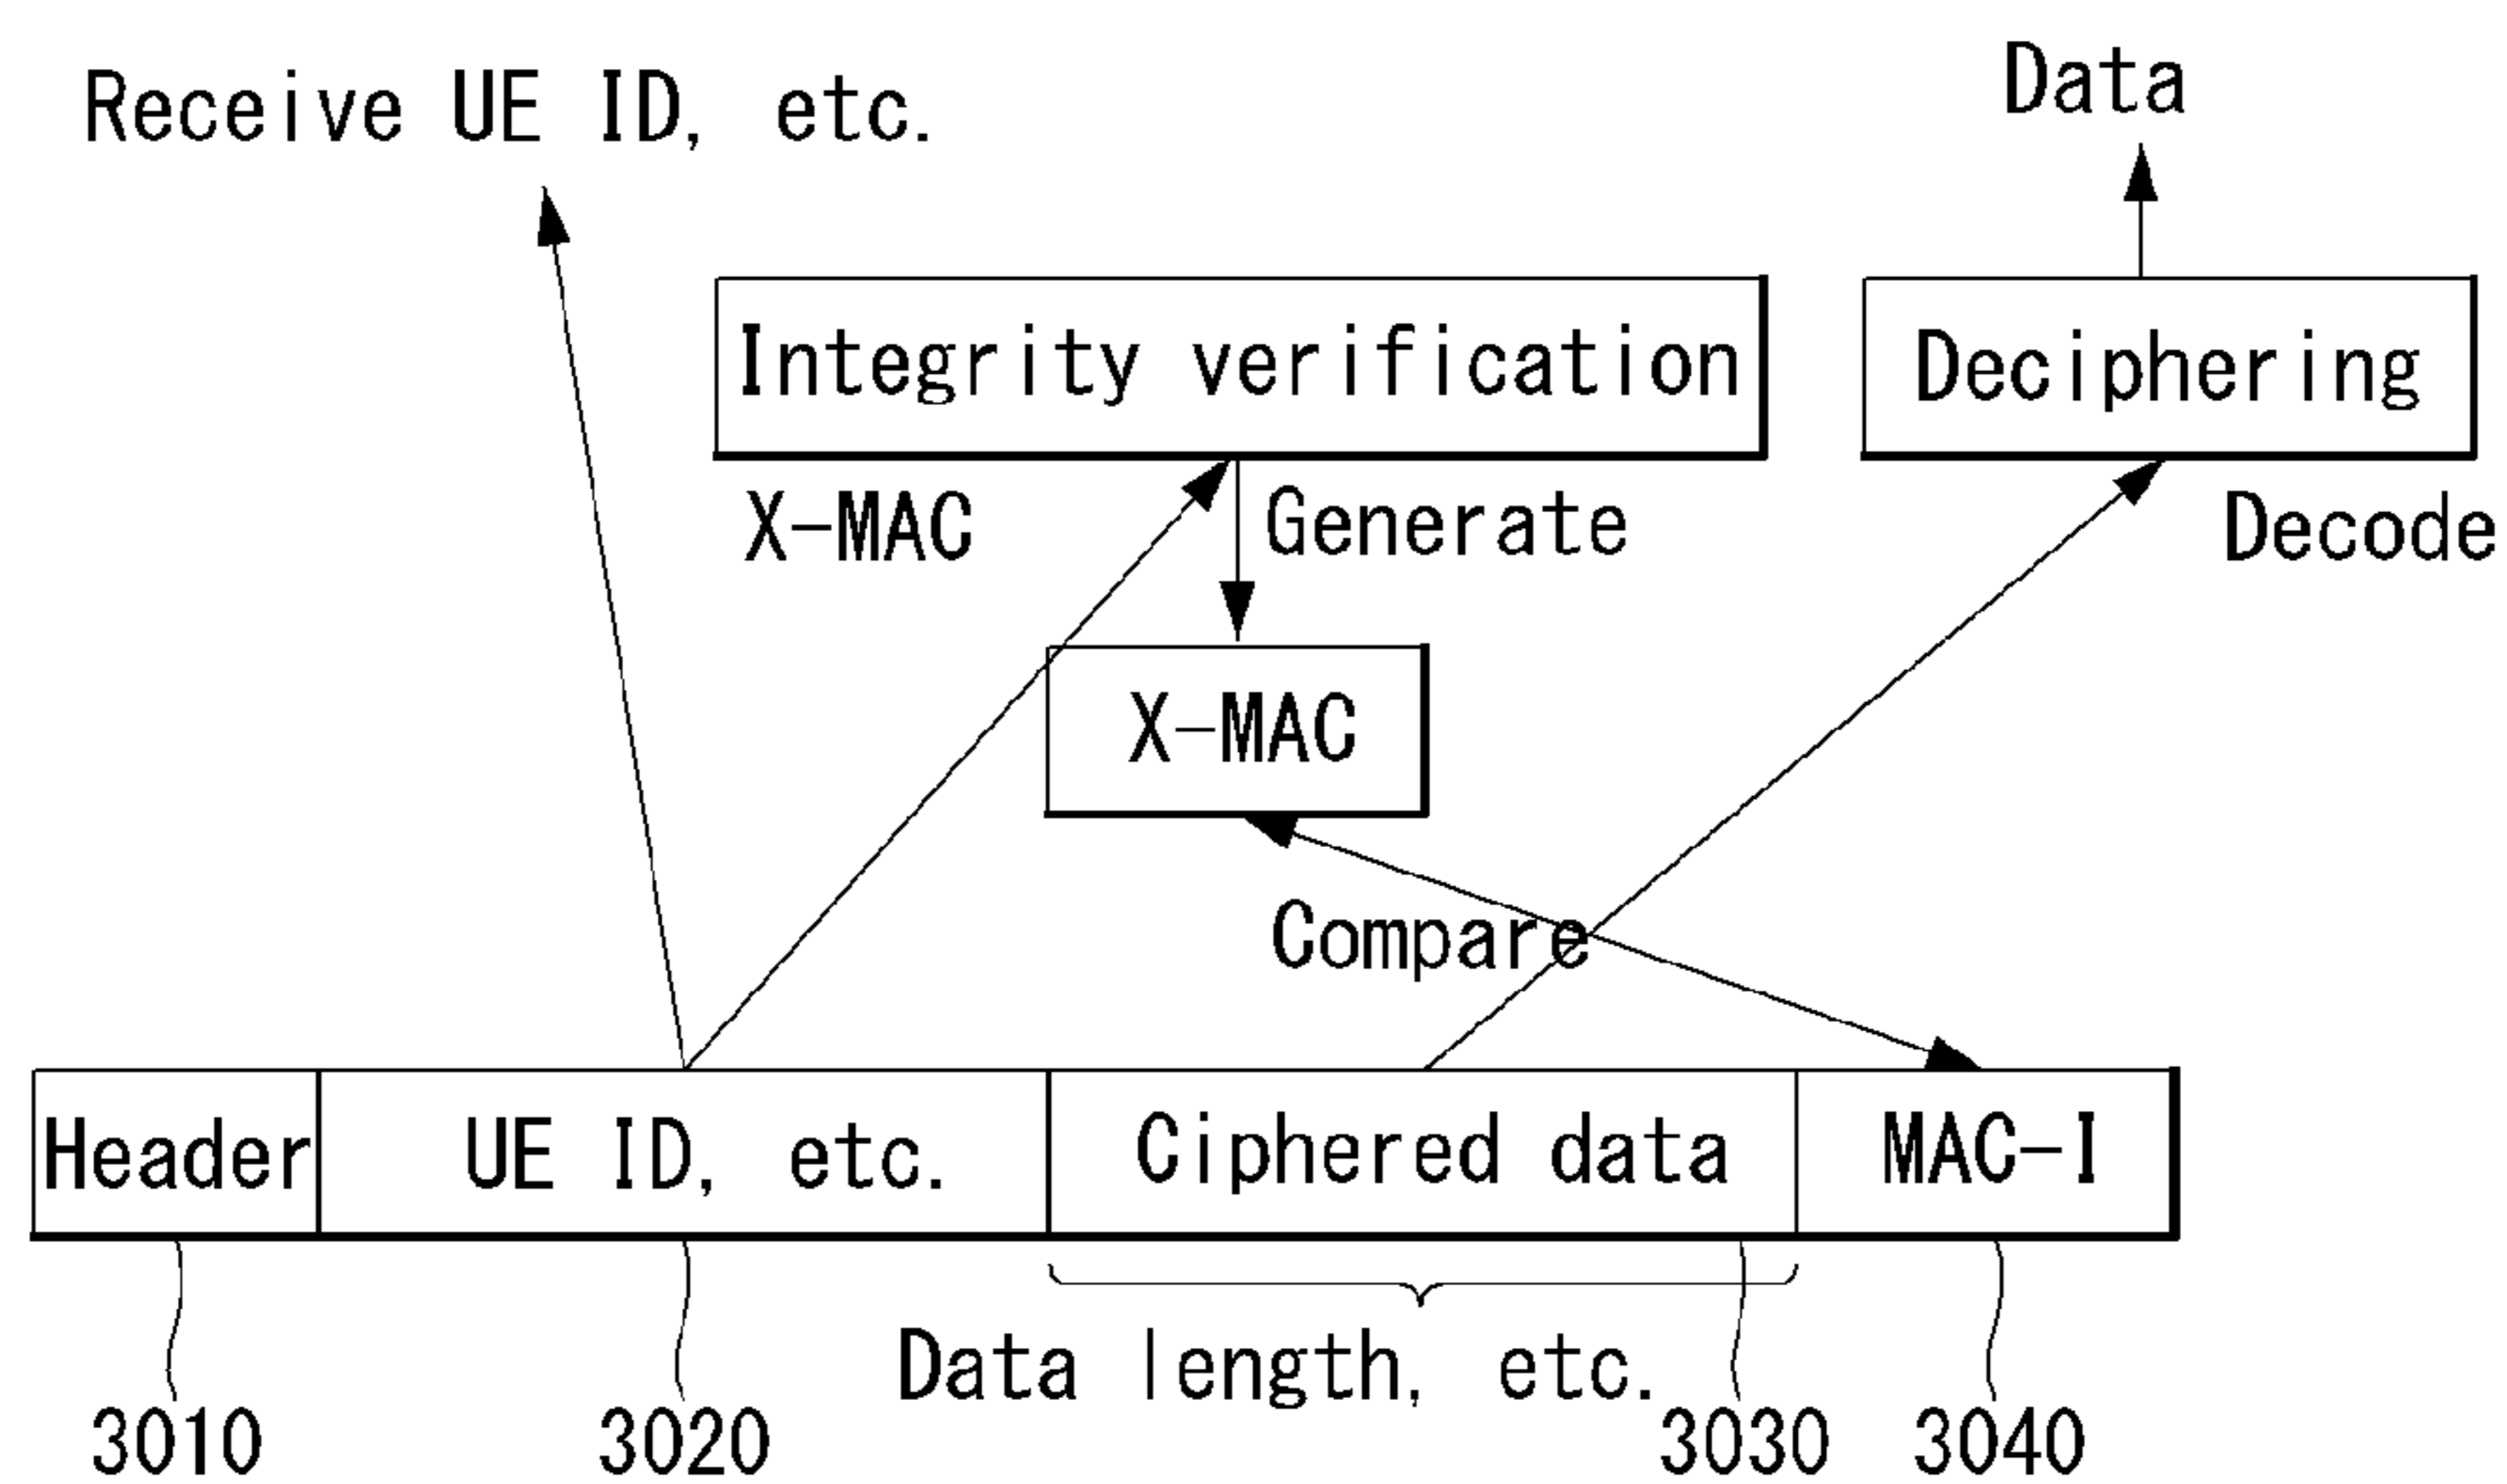 Receive UE ID, etc.
Data
Integrity verification
Deciphering
X-MAC
Generate
Decode
X-MAC
Compare
Header
UE ID, etc.
Ciphered data
MAC-I
Data length, etc.
3010
3020
3030
3040